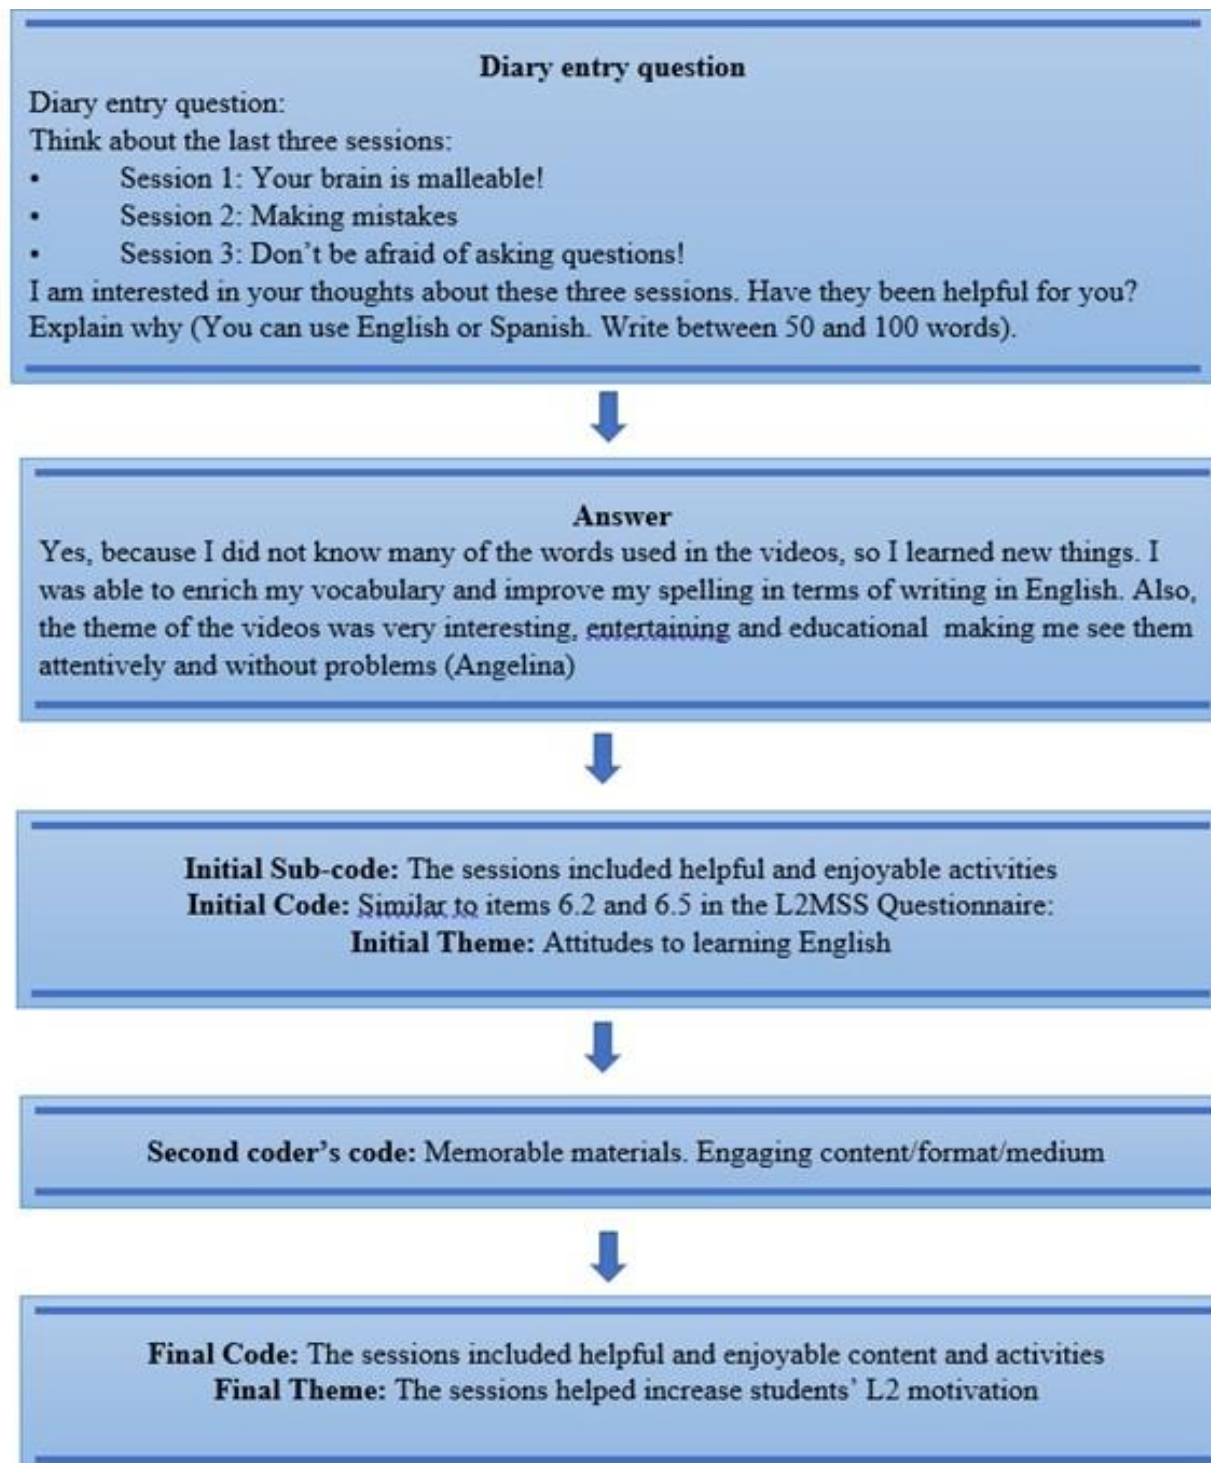 Diary entry question
Diary entry question:
Think about the last three sessions:
• Session 1: Your brain is malleable!
• Session 2: Making mistakes
• Session 3: Don’t be afraid of asking questions!
I am interested in your thoughts about these three sessions. Have they been helpful for you?
Explain why (You can use English or Spanish. Write between 50 and 100 words).
Answer
Yes, because I did not know many of the words used in the videos, so I learned new things. I
was able to enrich my vocabulary and improve my spelling in terms of writing in English. Also,
the theme of the videos was very interesting, entertaining and educational making me see them
attentively and without problems (Angelina)
Initial Sub-code: The sessions included helpful and enjoyable activities
Initial Code: Similar to items 6.2 and 6.5 in the L2MSS Questionnaire:
Initial Theme: Attitudes to learning English
Second coder’s code: Memorable materials. Engaging content/format/medium
Final Code: The sessions included helpful and enjoyable content and activities
Final Theme: The sessions helped increase students’ L2 motivation